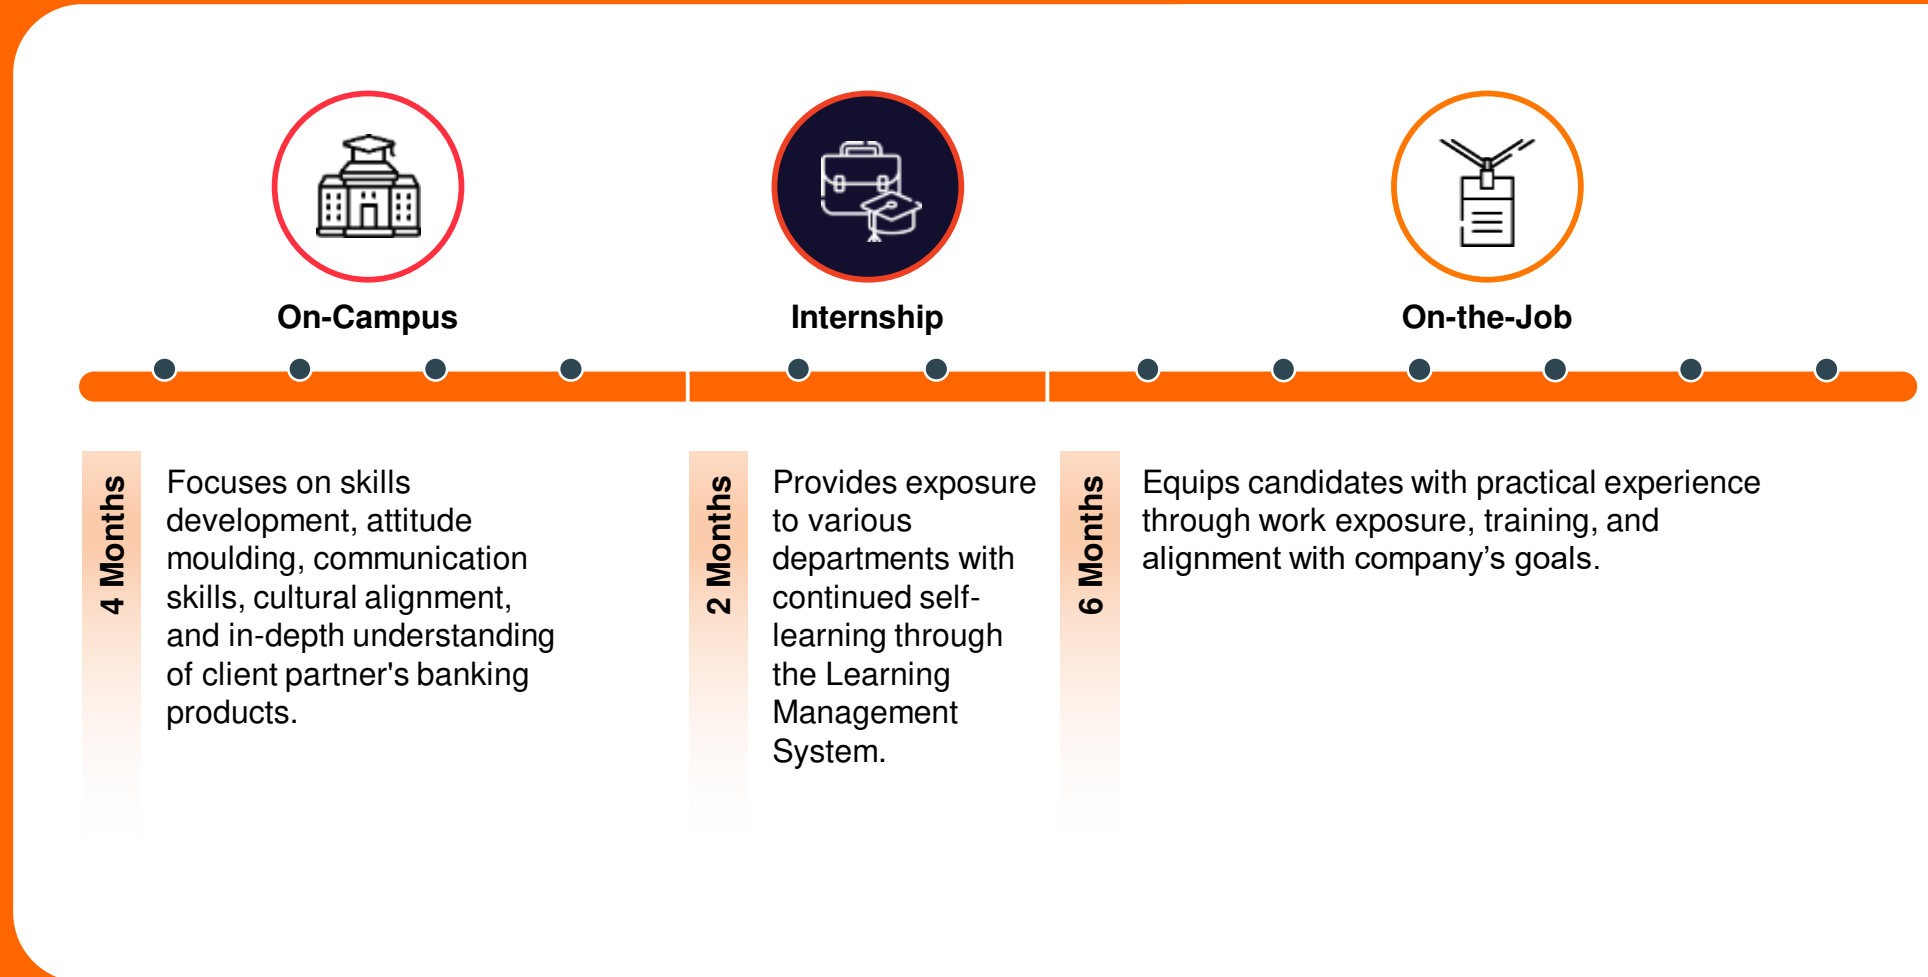 On-Campus
Internship
On-the-Job
4 Months
Focuses on skills
development, attitude
moulding, communication
skills, cultural alignment,
and in-depth understanding
of client partner's banking
products.
2 Months
Provides exposure
to various
departments with
continued self-
learning through
the Learning
Management
System.
6 Months
Equips candidates with practical experience
through work exposure, training, and
alignment with company’s goals.